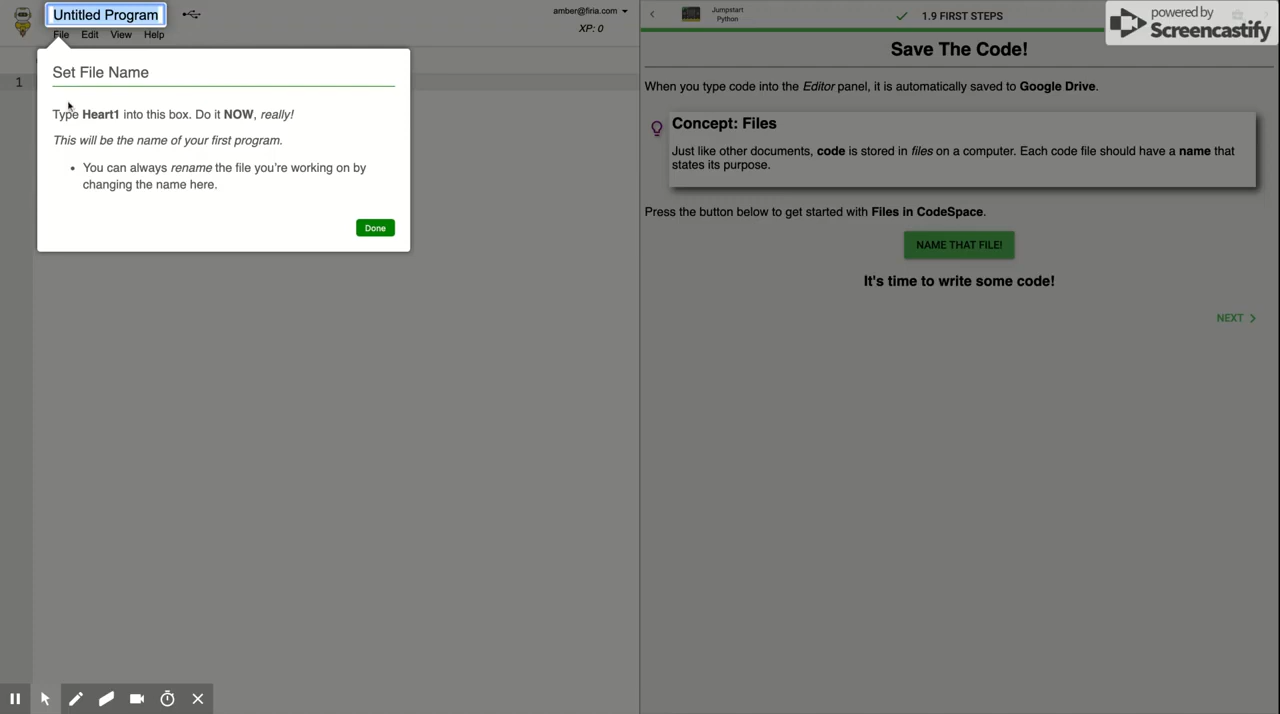 Untitled Program
File Edit View Help
amber@firia.com
XP: 0
1
Set File Name
Type Heart1 into this box. Do it NOW, really!
This will be the name of your first program.
• You can always rename the file you're working on by
changing the name here.
Done
Jumpstart
Python
1.9 FIRST STEPS
powered by
Screencastify
Save The Code!
When you type code into the Editor panel, it is automatically saved to Google Drive.
Concept: Files
Just like other documents, code is stored in files on a computer. Each code file should have a name that
states its purpose.
Press the button below to get started with Files in CodeSpace.
NAME THAT FILE!
It's time to write some code!
NEXT